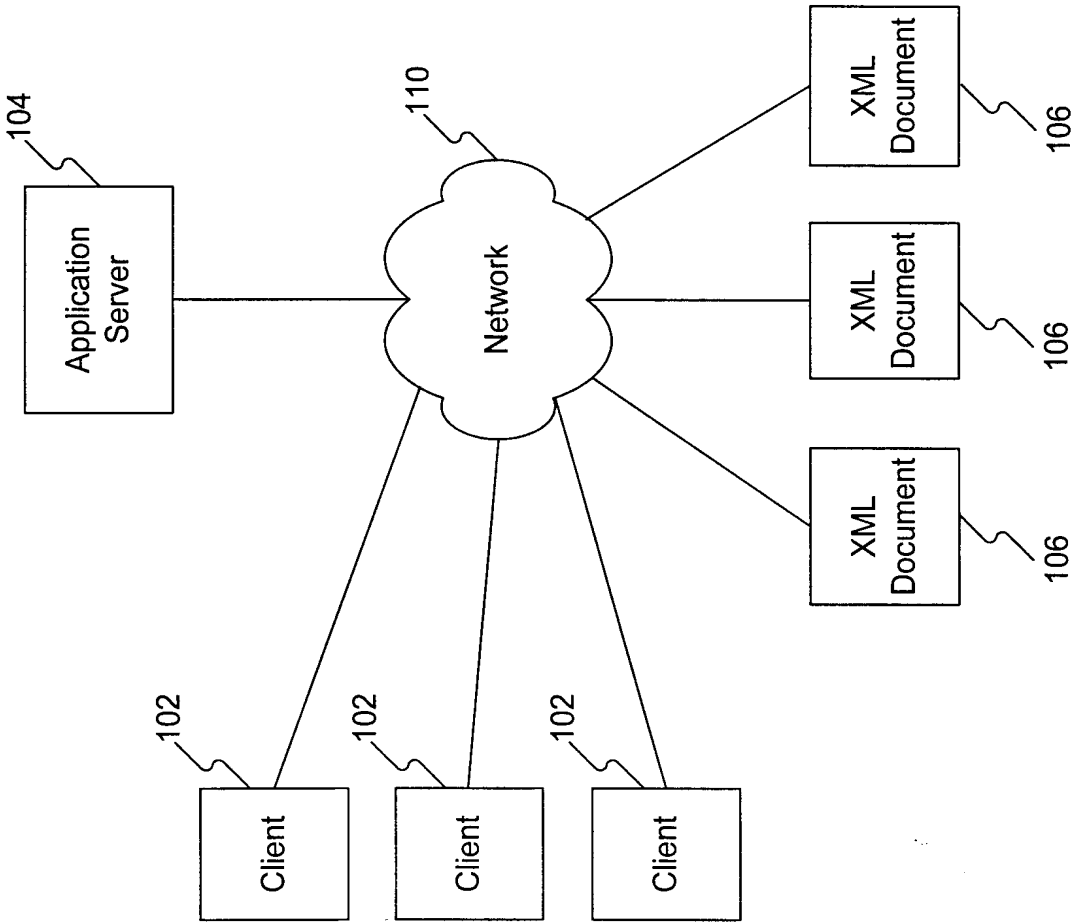 104
Application
Server
110
Network
102
Client
102
Client
102
Client
XML
Document
106
XML
Document
106
XML
Document
106